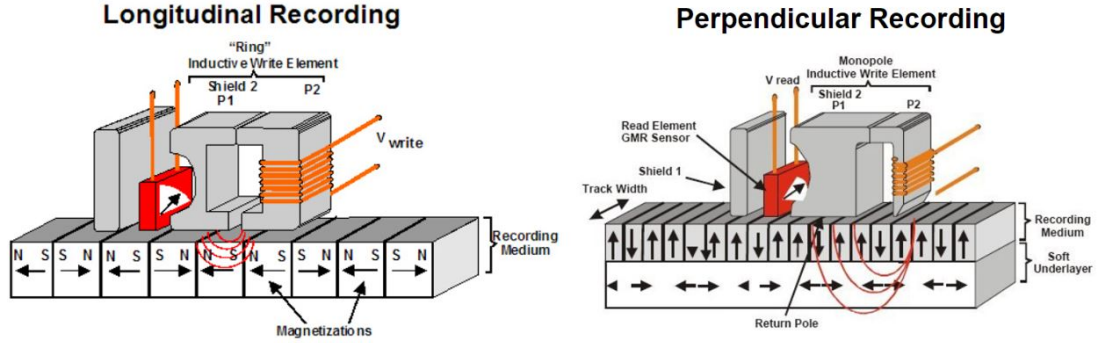 Longitudinal Recording
“Ring”
Inductive Write Element
Shield 2
P1
P2
V write
N S S N N S S N N S N S N S S N
Recording
Medium
Magnetizations
Perpendicular Recording
Monopole
Inductive Write Element
V read
Shield 2
P1
P2
Read Element
GMR Sensor
Shield 1
Track Width
Recording
Medium
Soft
Underlayer
Return Pole